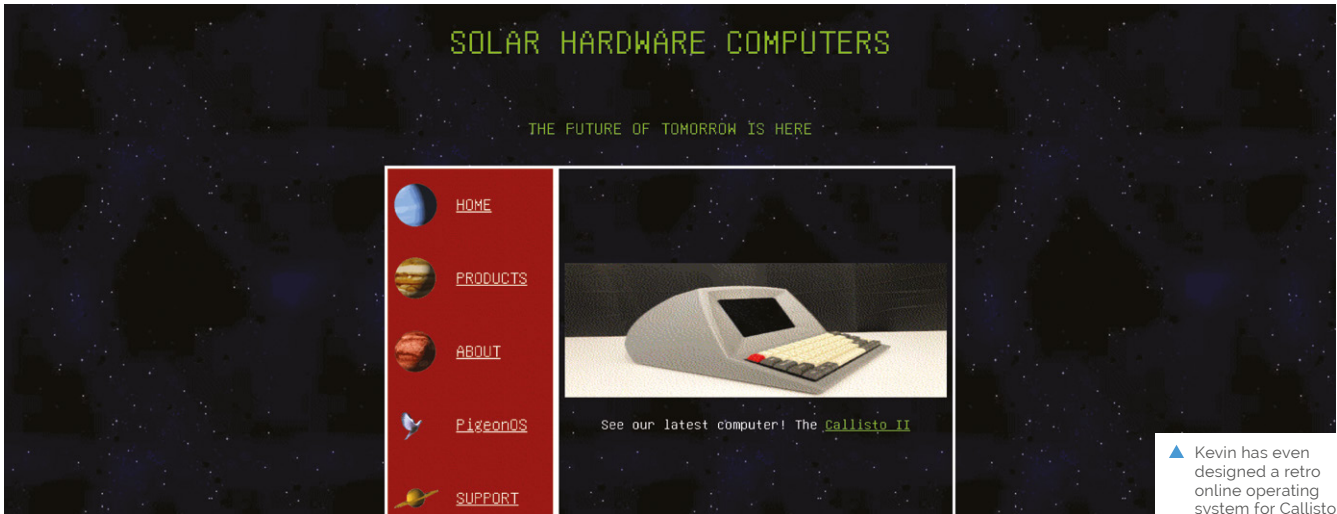 SOLAR HARDWARE COMPUTERS
THE FUTURE OF TOMORROW IS HERE
HOME
PRODUCTS
ABOUT
PigeonOS
SUPPORT
See our latest computer! The Callisto II
Kevin has even
designed a retro
online operating
system for Callisto